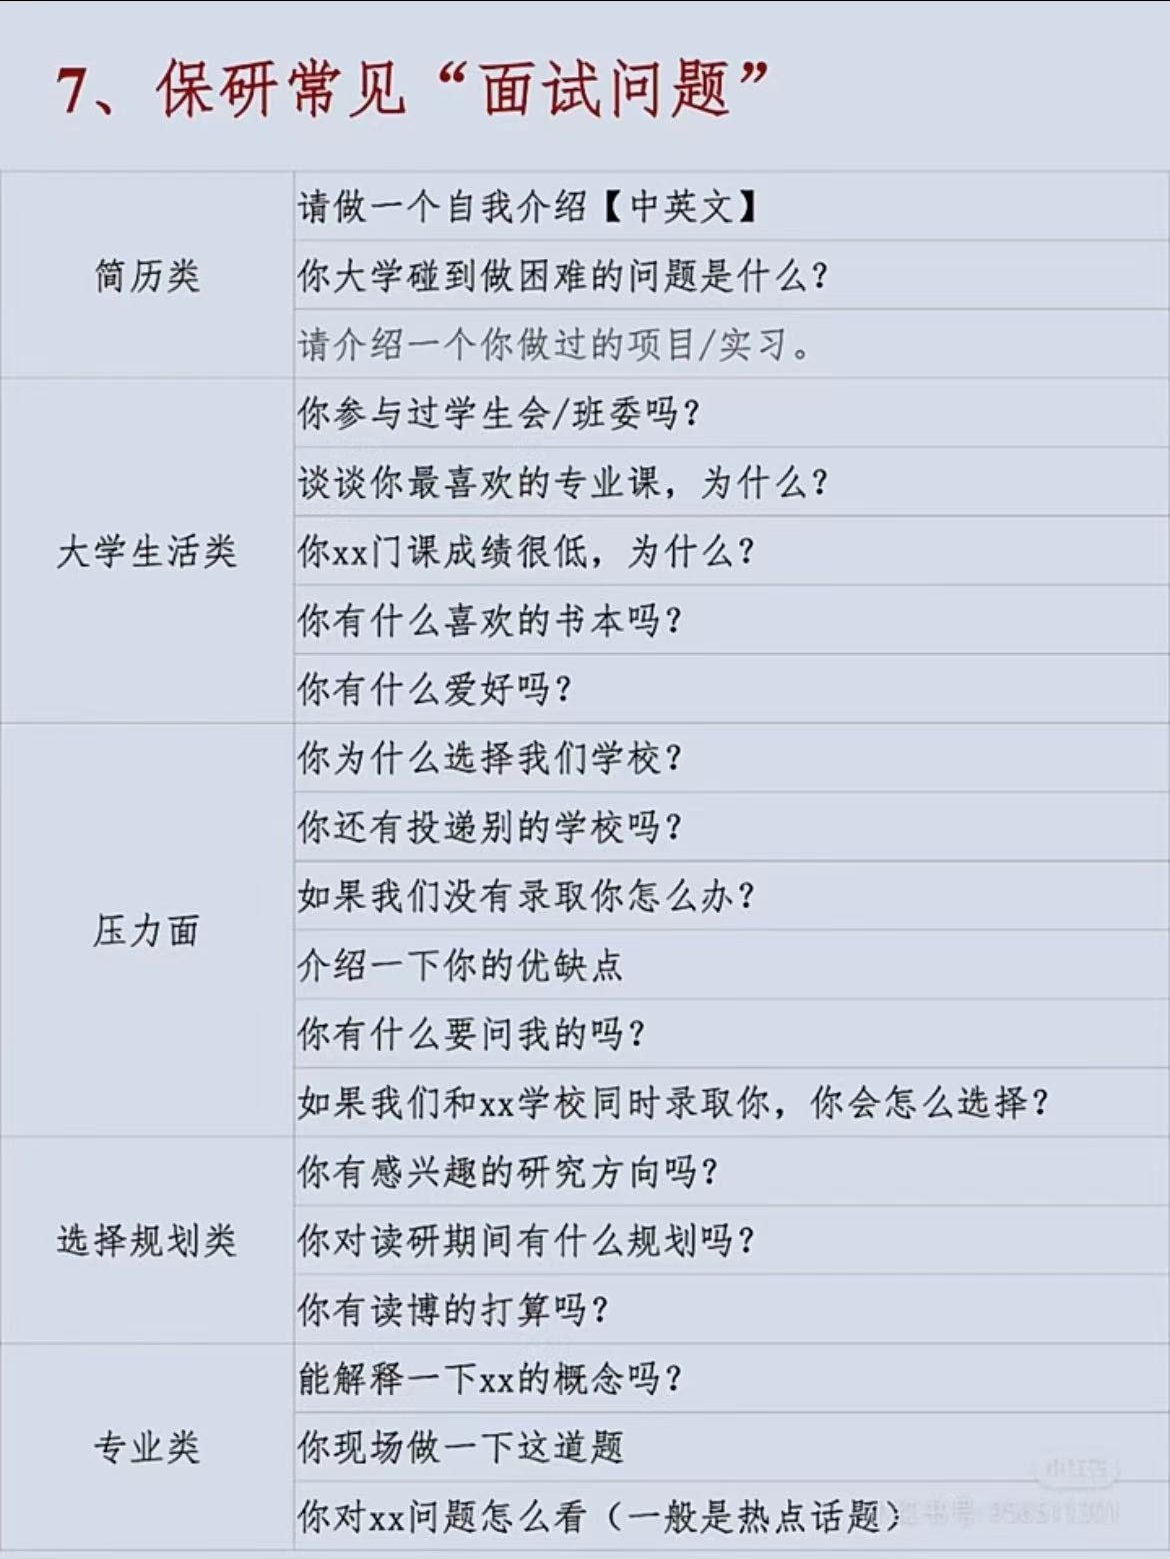 7、保研常见“面试问题”
简历类
请做一个自我介绍【中英文】
你大学碰到做困难的问题是什么？
请介绍一个你做过的项目/实习。
大学生活类
你参与过学生会/班委吗？
谈谈你最喜欢的专业课，为什么？
你xx门课成绩很低，为什么？
你有什么喜欢的书本吗？
你有什么爱好吗？
压力面
你为什么选择我们学校？
你还有投递别的学校吗？
如果我们没有录取你怎么办？
介绍一下你的优缺点
你有什么要问我的吗？
如果我们和xx学校同时录取你，你会怎么选择？
选择规划类
你有感兴趣的研究方向吗？
你对读研期间有什么规划吗？
你有读博的打算吗？
专业类
能解释一下xx的概念吗？
你现场做一下这道题
你对xx问题怎么看（一般是热点话题）
小红书